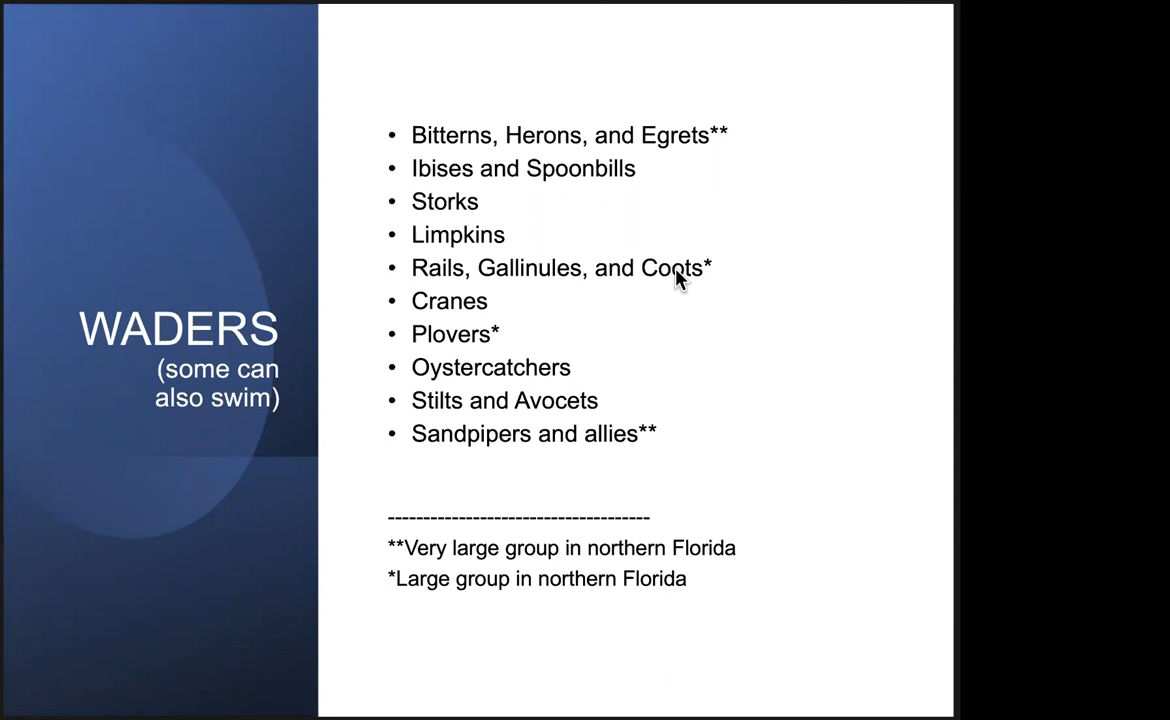 WADERS
(some can
also swim)
• Bitterns, Herons, and Egrets**
• Ibises and Spoonbills
• Storks
• Limpkins
• Rails, Gallinules, and Coots*
• Cranes
• Plovers*
• Oystercatchers
• Stilts and Avocets
• Sandpipers and allies**
-------------------------------------
**Very large group in northern Florida
*Large group in northern Florida